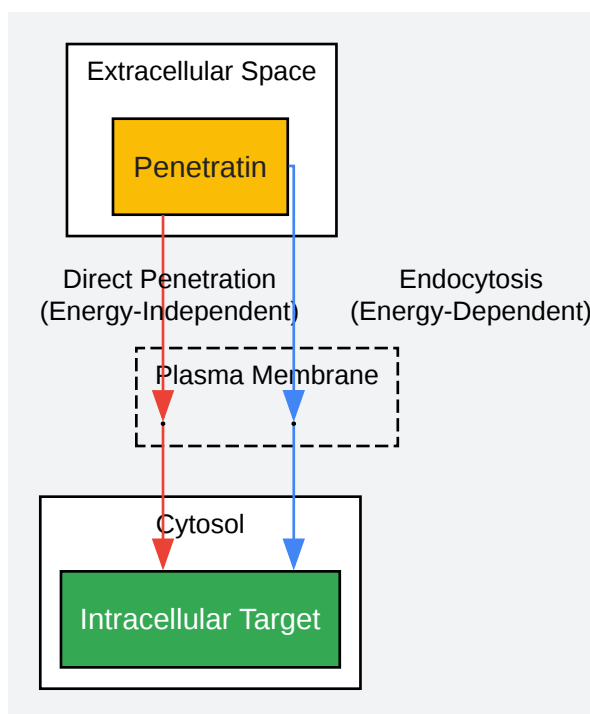 Extracellular Space
Penetratin
Direct Penetration
(Energy-Independent)
Endocytosis
(Energy-Dependent)
Plasma Membrane
Cytosol
Intracellular Target